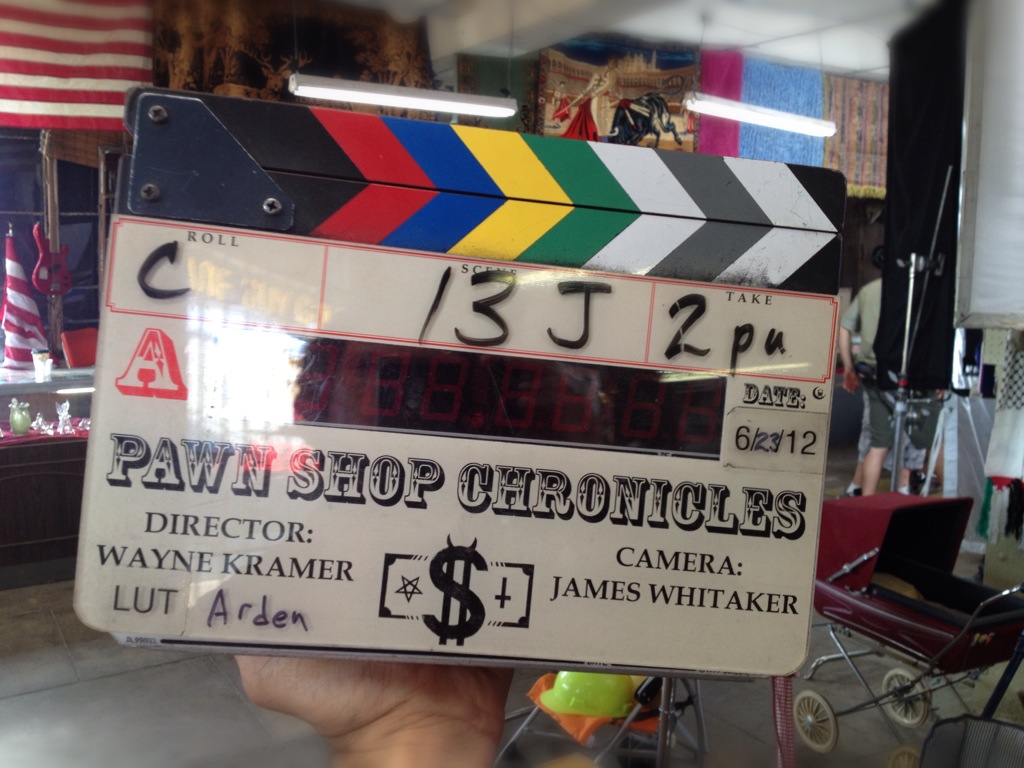 ROLL SCENE TAKE
C 13 J 2 pu
A
DATE:
6/23/12
PAWN SHOP CHRONICLES
DIRECTOR:
WAYNE KRAMER
CAMERA:
JAMES WHITAKER
$
LUT Arden